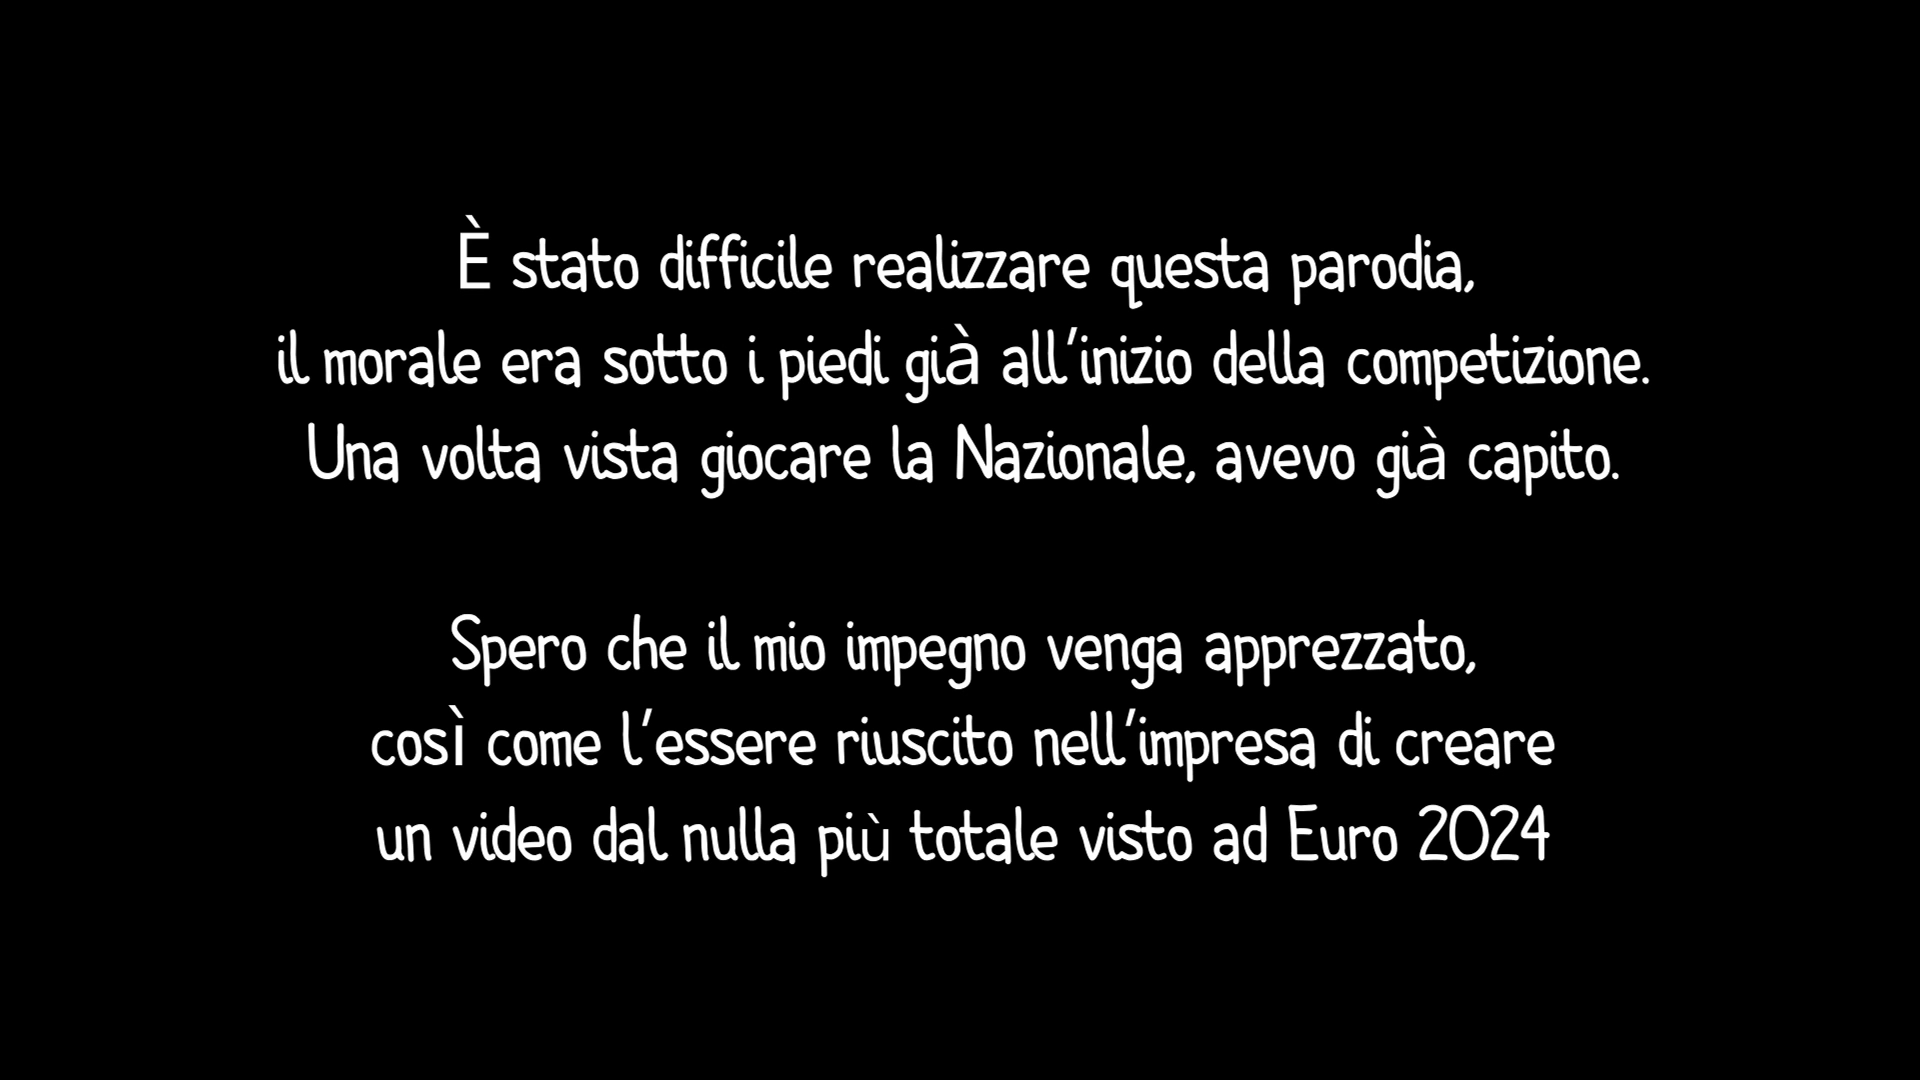 È stato difficile realizzare questa parodia,
il morale era sotto i piedi già all'inizio della competizione.
Una volta vista giocare la Nazionale, avevo già capito.
Spero che il mio impegno venga apprezzato,
così come l'essere riuscito nell'impresa di creare
un video dal nulla più totale visto ad Euro 2024